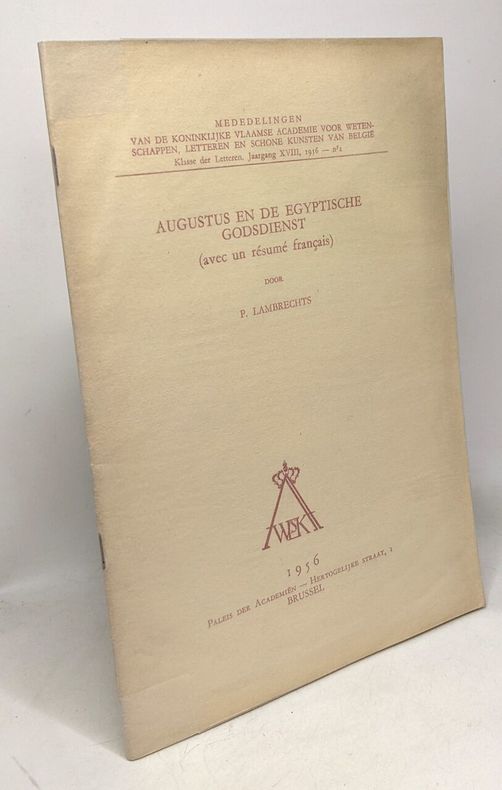 MEDEDELINGEN
VAN DE KONINKLIJKE VLAAMSE ACADEMIE VOOR WETEN-
SCHAPPEN, LETTEREN EN SCHONE KUNSTEN VAN BELGIË
Klasse der Letteren. Jaargang XVIII, 1956 — nr2
AUGUSTUS EN DE EGYPTISCHE
GODSDIENST
(avec un résumé français)
DOOR
P. LAMBRECHTS
1956
PALEIS DER ACADEMIËN — HERTOGELIJKE STRAAT, 1
BRUSSEL